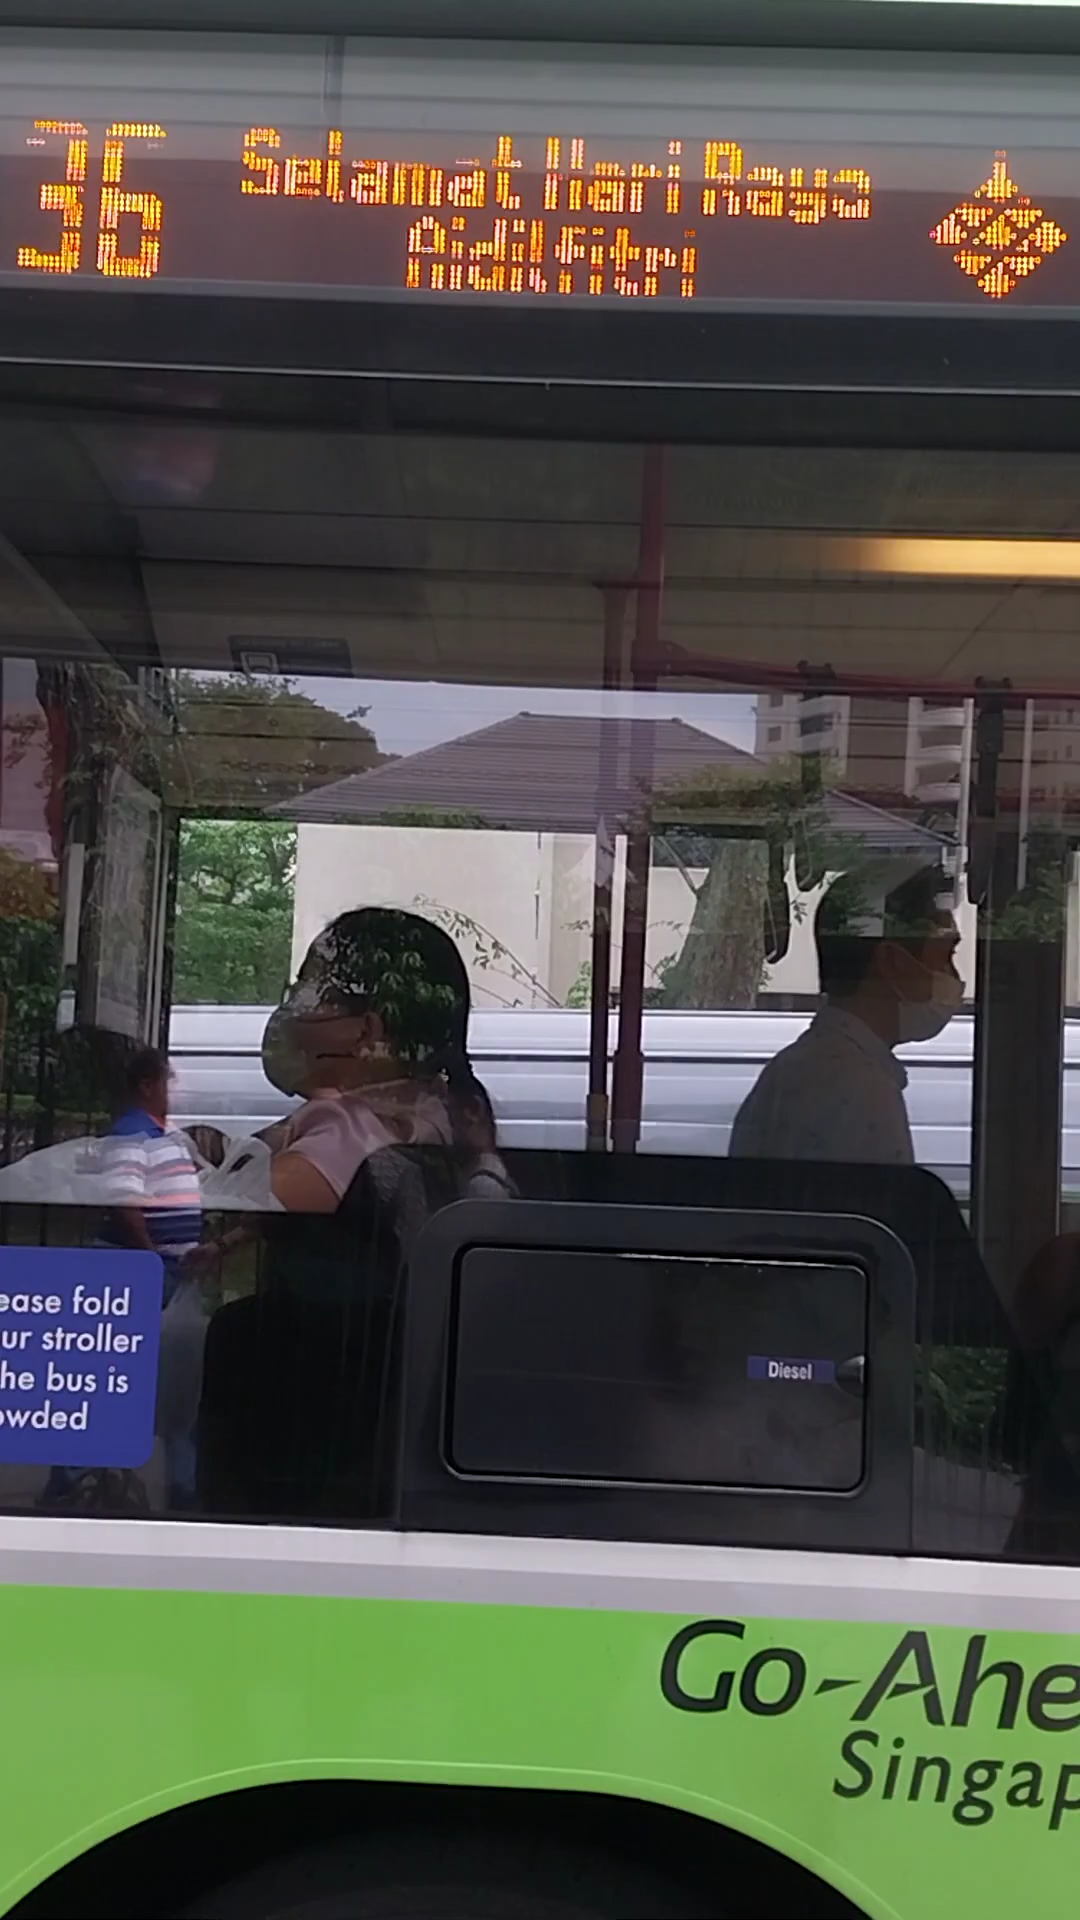 36 Selamat Hari Raya
Aidilfitri
ease fold
ur stroller
he bus is
owded
Diesel
Go-Ahe
Singap